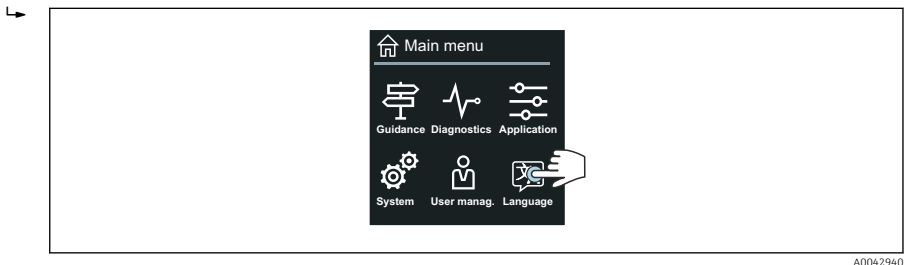 Main menu
Guidance Diagnostics Application
System User manag. Language
A0042940